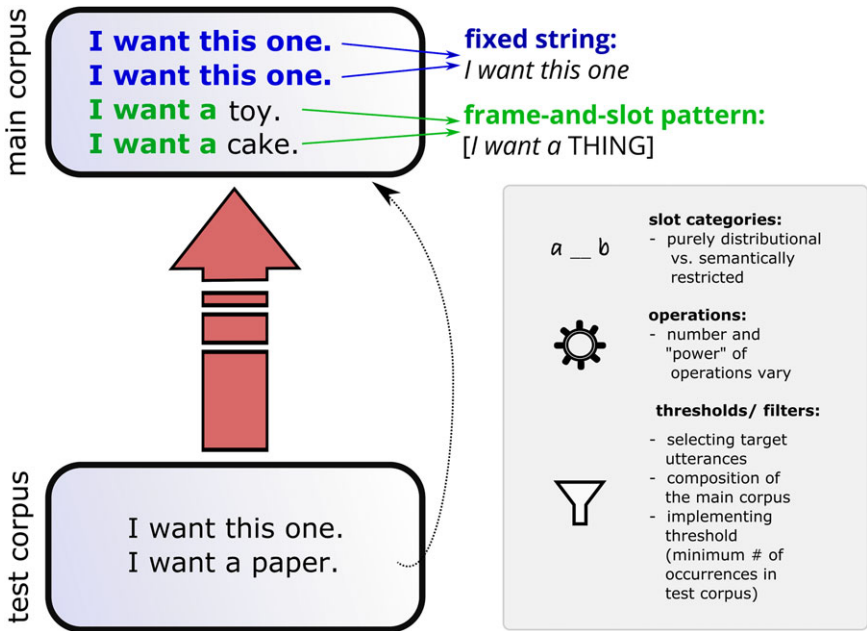 main corpus
I want this one.
I want this one.
I want a toy.
I want a cake.
fixed string:
I want this one
frame-and-slot pattern:
[I want a THING]
test corpus
I want this one.
I want a paper.
a __ b
slot categories:
- purely distributional
vs. semantically
restricted
operations:
- number and
"power" of
operations vary
thresholds/ filters:
- selecting target
utterances
- composition of
the main corpus
- implementing
threshold
(minimum # of
occurrences in
test corpus)